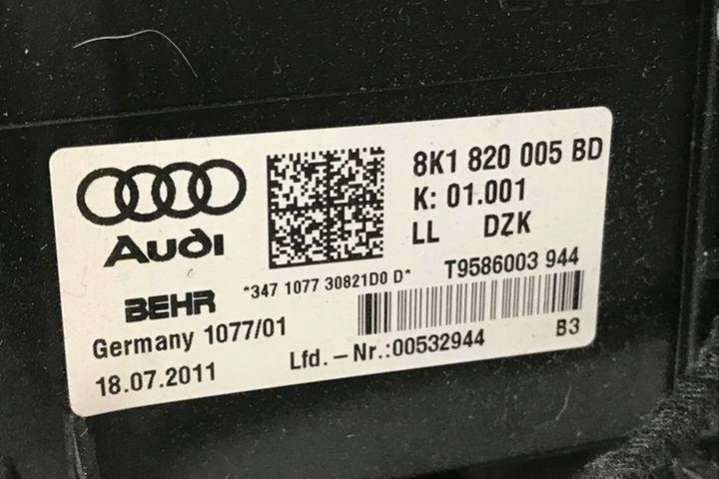 Audi
8K1 820 005 BD
K: 01.001
LL DZK
*347 1077 30821D0 D*
T9586003 944
BEHR
Germany 1077/01
18.07.2011
Lfd.-Nr.:00532944
B3